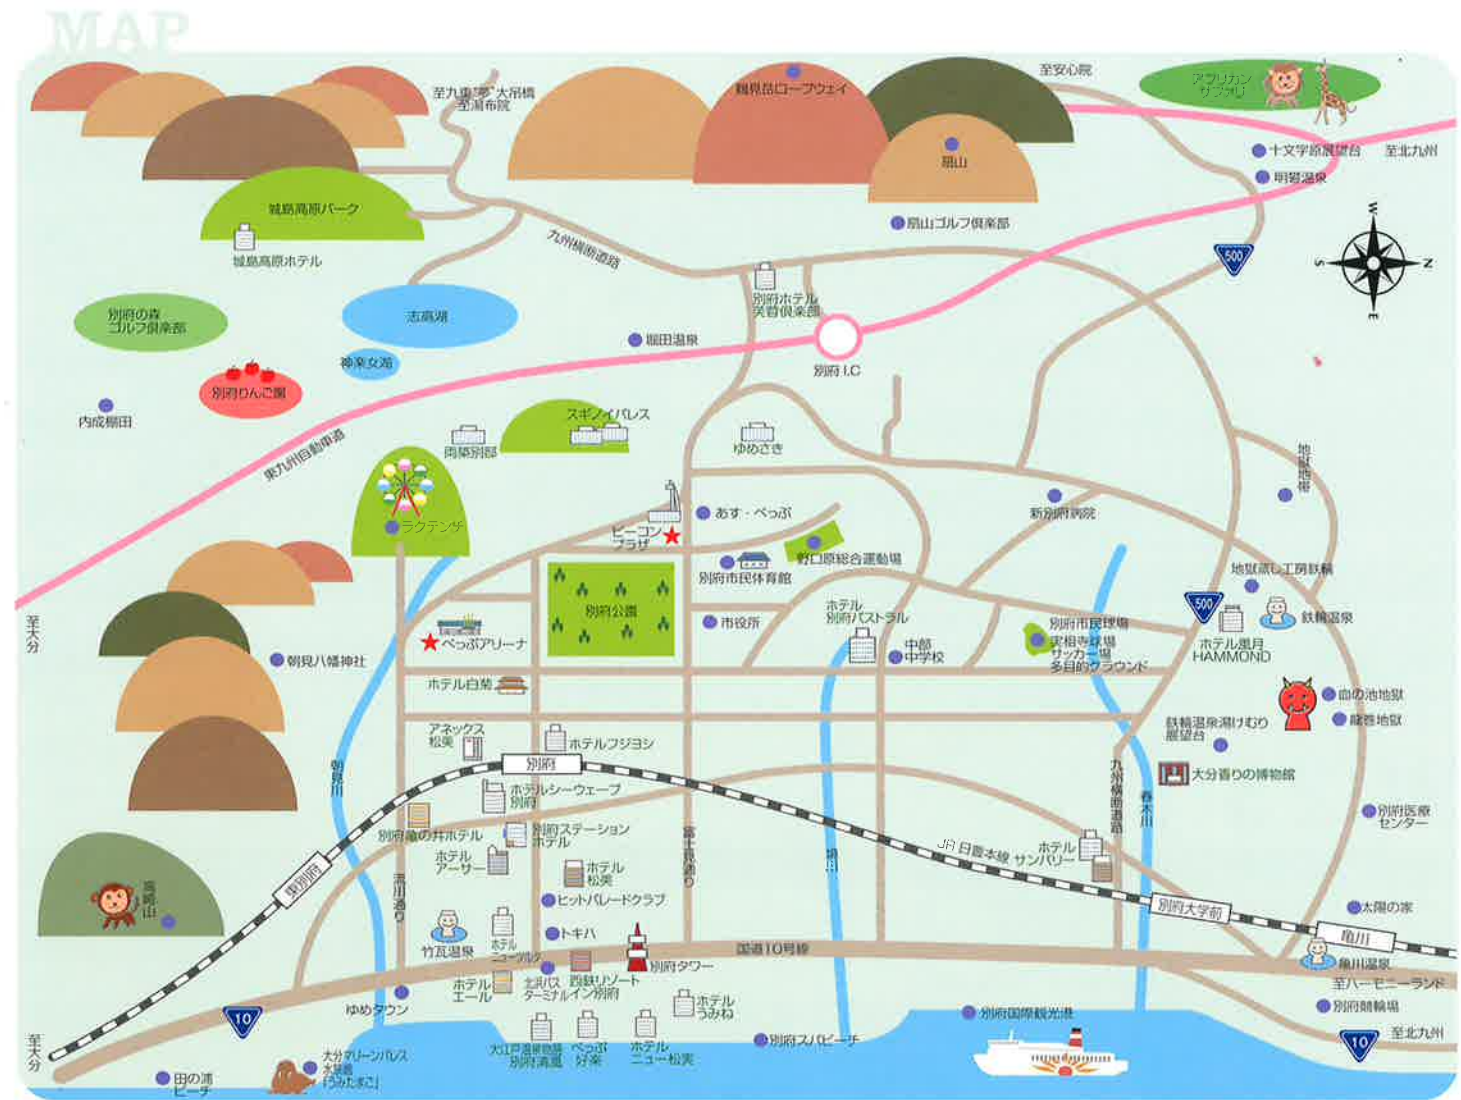 MAP
至九重“夢”大吊橋
至湯布院
鶴見岳ロープウェイ
至安心院
アフリカン
サファリ
扇山
十文字原展望台
至北九州
明礬温泉
城島高原パーク
城島高原ホテル
扇山ゴルフ倶楽部
九州横断道路
500
W
S
N
E
別府の森
ゴルフ倶楽部
志高湖
神楽女湖
別府ホテル
芙蓉倶楽部
堀田温泉
別府I.C
別府りんご園
内成棚田
東九州自動車道
両築別邸
スギノイパレス
ゆめさき
地獄地帯
ラクテンチ
ビーコン
プラザ
あす・べっぷ
新別府病院
野口原総合運動場
別府市民体育館
地獄蒸し工房鉄輪
至大分
別府公園
ホテル
別府パストラル
500
鉄輪温泉
べっぷアリーナ
市役所
中部
中学校
別府市民球場
実相寺球場
サッカー場
多目的グラウンド
ホテル風月
HAMMOND
朝見八幡神社
ホテル白菊
血の池地獄
龍巻地獄
鉄輪温泉湯けむり
展望台
アネックス
松美
ホテルフジヨシ
別府
朝見川
九州横断道路
春木川
大分香りの博物館
ホテルシーウェーブ
別府
別府亀の井ホテル
別府ステーション
ホテル
富士見通り
境川
JR日豊本線
ホテル
サンバリー
別府医療
センター
東別府
ホテル
アーサー
ホテル
松美
流川通り
高崎山
ヒットパレードクラブ
別府大学前
太陽の家
竹瓦温泉
ホテル
ニューツルタ
トキハ
国道10号線
亀川
別府タワー
亀川温泉
ホテル
エール
北浜バス
ターミナル
西鉄リゾート
イン別府
至ハーモニーランド
ゆめタウン
ホテル
うみね
別府国際観光港
別府競輪場
10
至大分
大江戸温泉物語
別府清風
べっぷ
好楽
ホテル
ニュー松実
別府スパビーチ
10
至北九州
大分マリーンパレス
水族館
「うみたまご」
田の浦
ビーチ